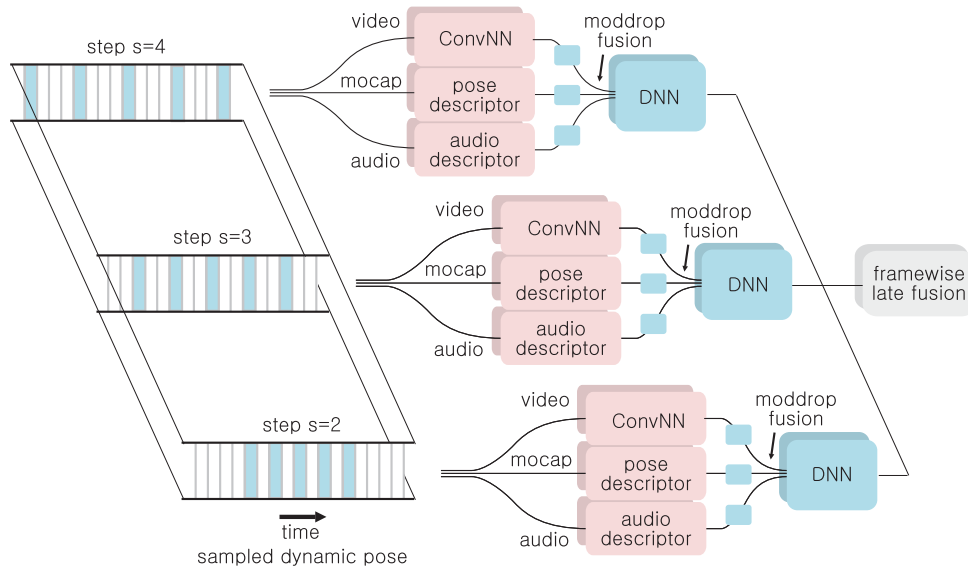 step s=4
video
ConvNN
mocap
pose
descriptor
audio
audio
descriptor
moddrop
fusion
DNN
step s=3
video
ConvNN
mocap
pose
descriptor
audio
audio
descriptor
moddrop
fusion
DNN
framewise
late fusion
step s=2
video
ConvNN
mocap
pose
descriptor
audio
audio
descriptor
moddrop
fusion
DNN
time
sampled dynamic pose